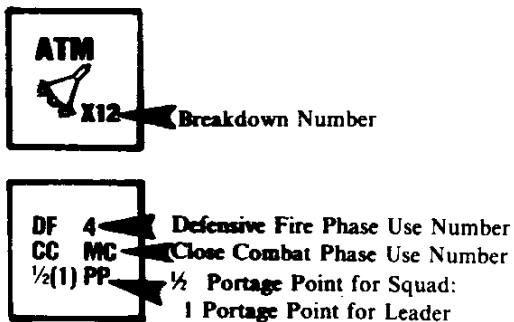 ATM
X12 Breakdown Number
DF 4 Defensive Fire Phase Use Number
CC MC Close Combat Phase Use Number
½(1) PP ½ Portage Point for Squad:
1 Portage Point for Leader